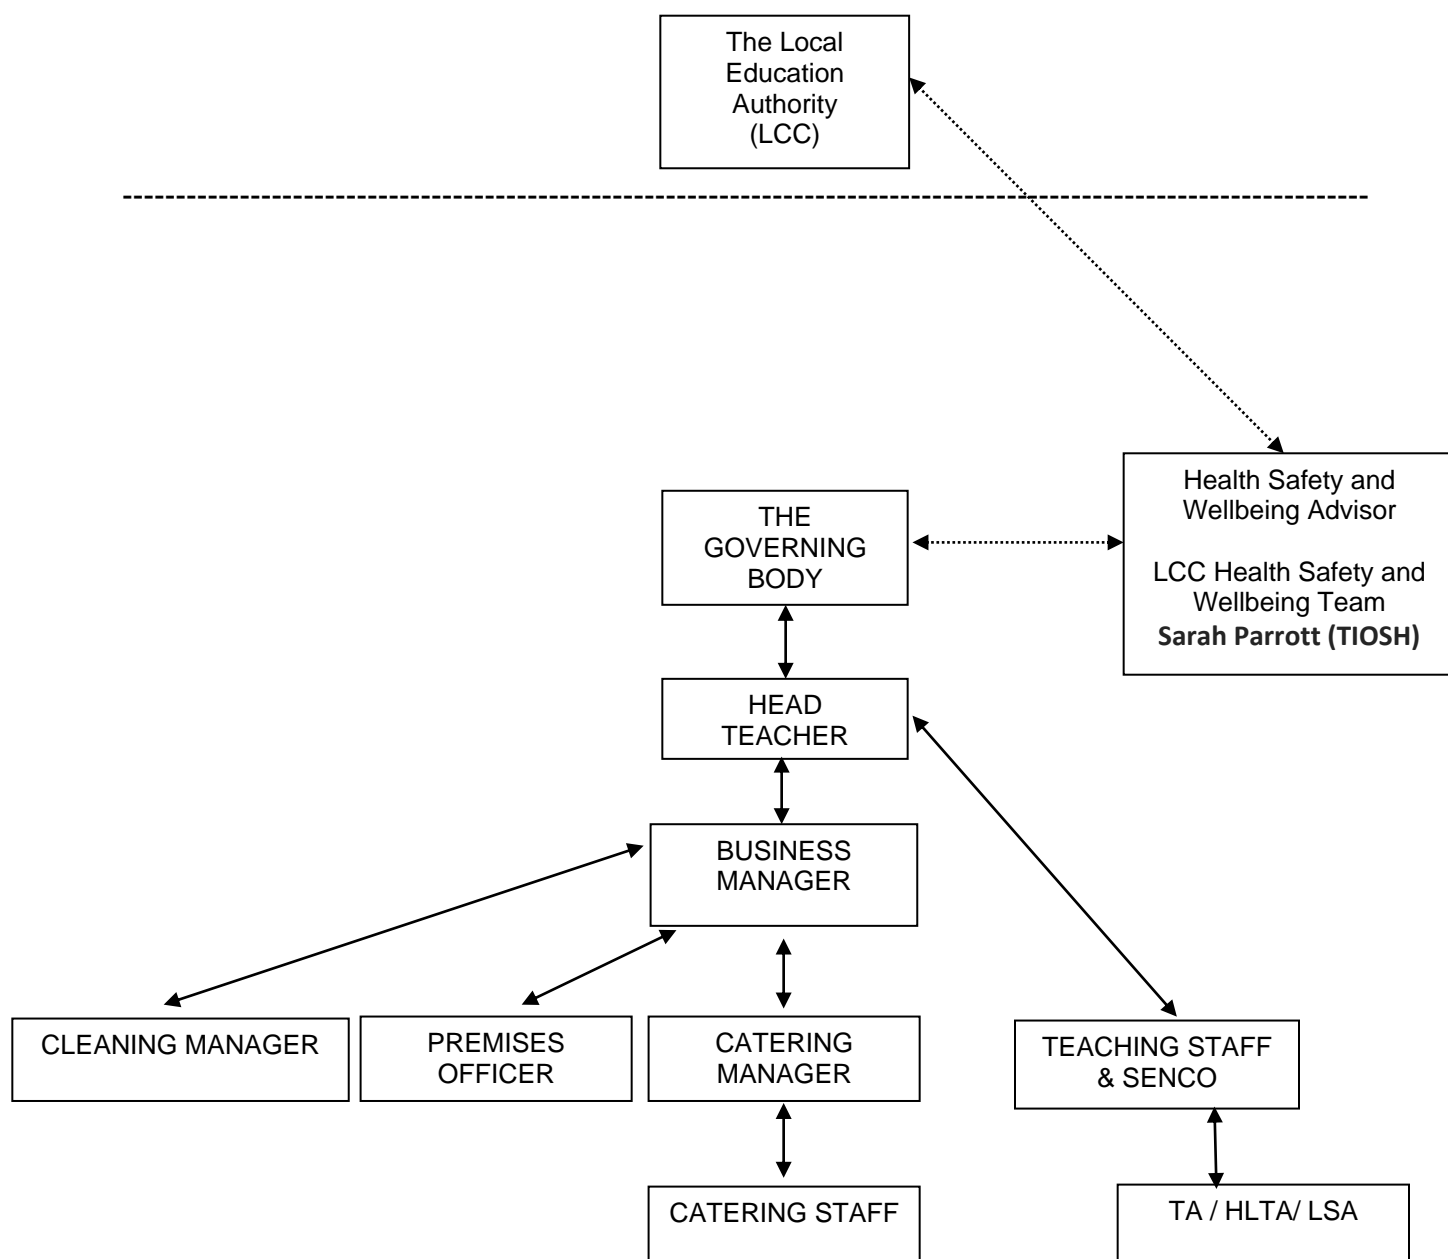 The Local
Education
Authority
(LCC)
Health Safety and
Wellbeing Advisor
LCC Health Safety and
Wellbeing Team
Sarah Parrott (TIOSH)
THE
GOVERNING
BODY
HEAD
TEACHER
BUSINESS
MANAGER
CLEANING MANAGER
PREMISES
OFFICER
CATERING
MANAGER
TEACHING STAFF
& SENCO
CATERING STAFF
TA / HLTA/ LSA